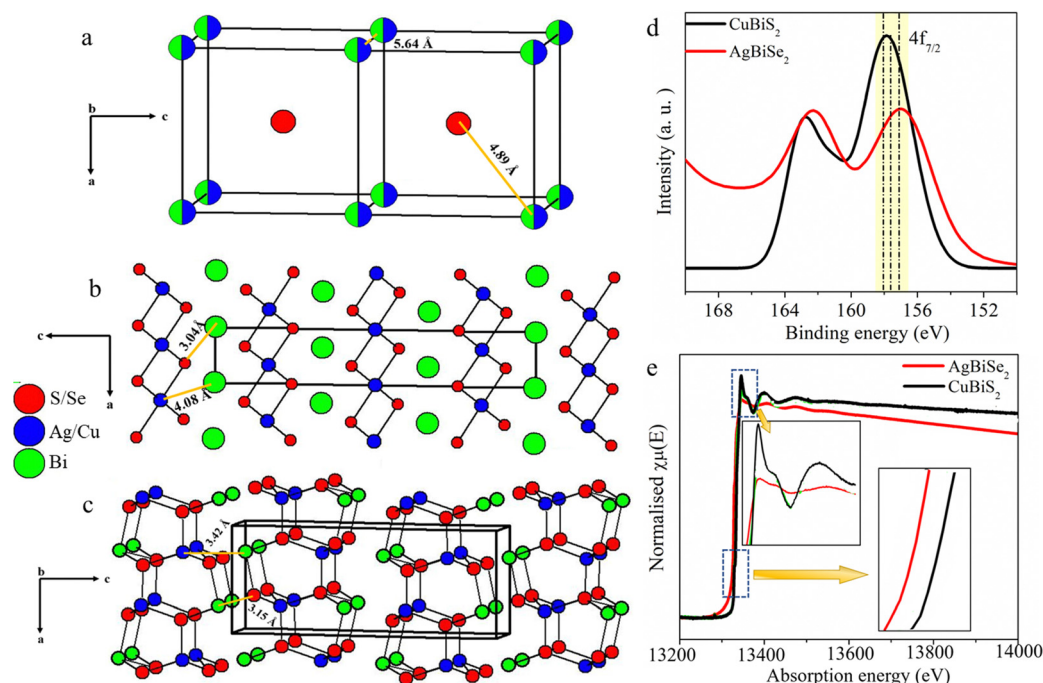 a
5.64 Å
b
c
a
4.89 Å
b
3.04Å
c
a
4.08 Å
S/Se
Ag/Cu
Bi
c
3.42 Å
b
c
a
3.15 Å
d
CuBiS2
AgBiSe2
4f7/2
Intensity (a. u. )
168 164 160 156 152
Binding energy (eV)
e
AgBiSe2
CuBiS2
Normalised χμ(E)
13200 13400 13600 13800 14000
Absorption energy (eV)